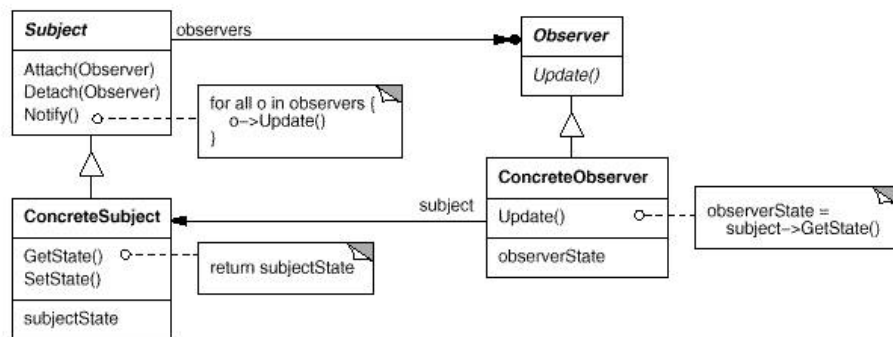 Subject
Attach(Observer)
Detach(Observer)
Notify()
observers
Observer
Update()
for all o in observers {
o->Update()
}
ConcreteSubject
GetState()
SetState()
subjectState
return subjectState
subject
ConcreteObserver
Update()
observerState
observerState =
subject->GetState()